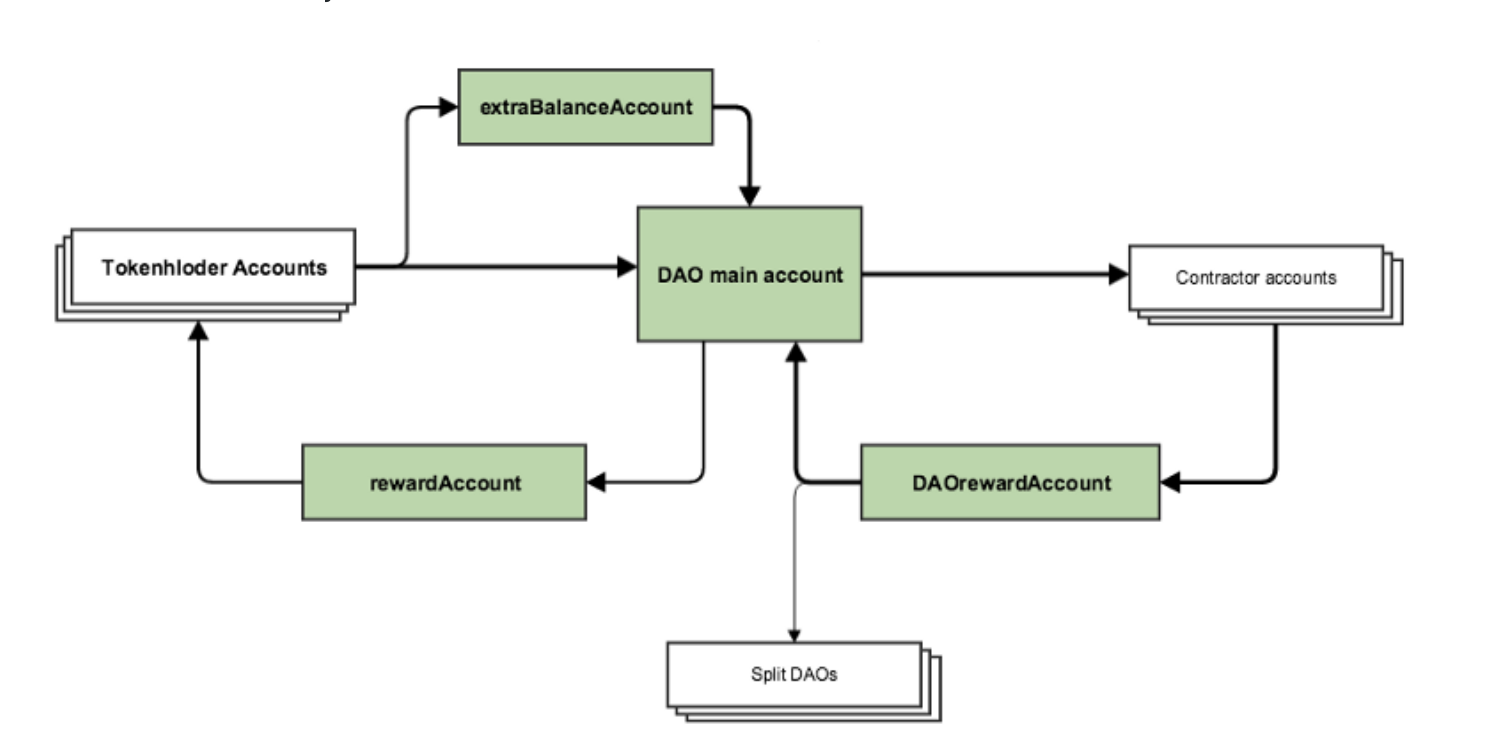 extraBalanceAccount
Tokenhloder Accounts
DAO main account
Contractor accounts
rewardAccount
DAOrewardAccount
Split DAOs